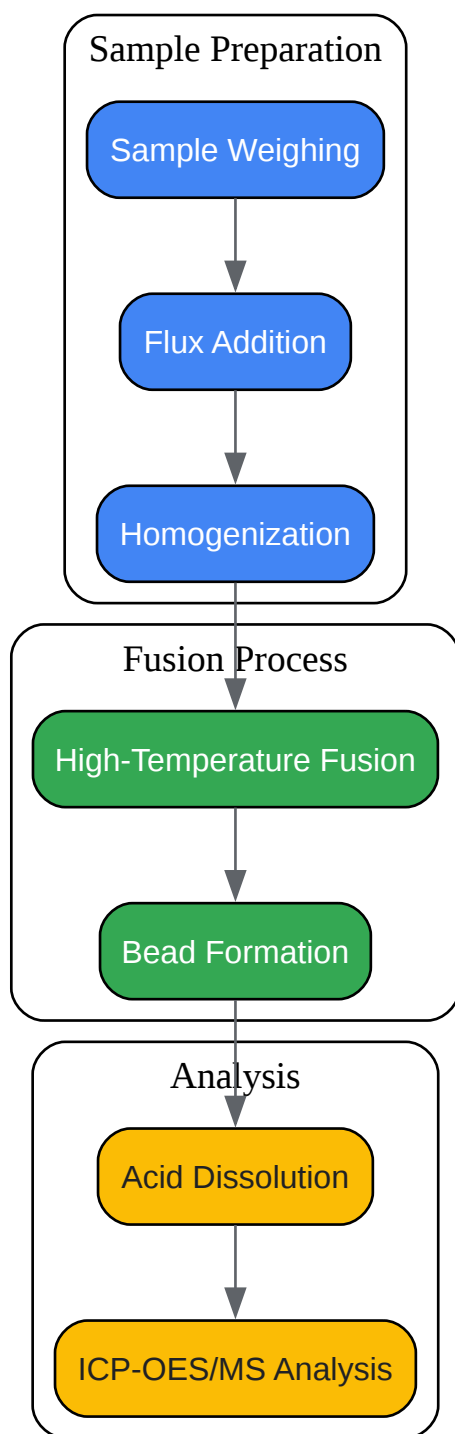 Sample Preparation
Sample Weighing
Flux Addition
Homogenization
Fusion Process
High-Temperature Fusion
Bead Formation
Analysis
Acid Dissolution
ICP-OES/MS Analysis